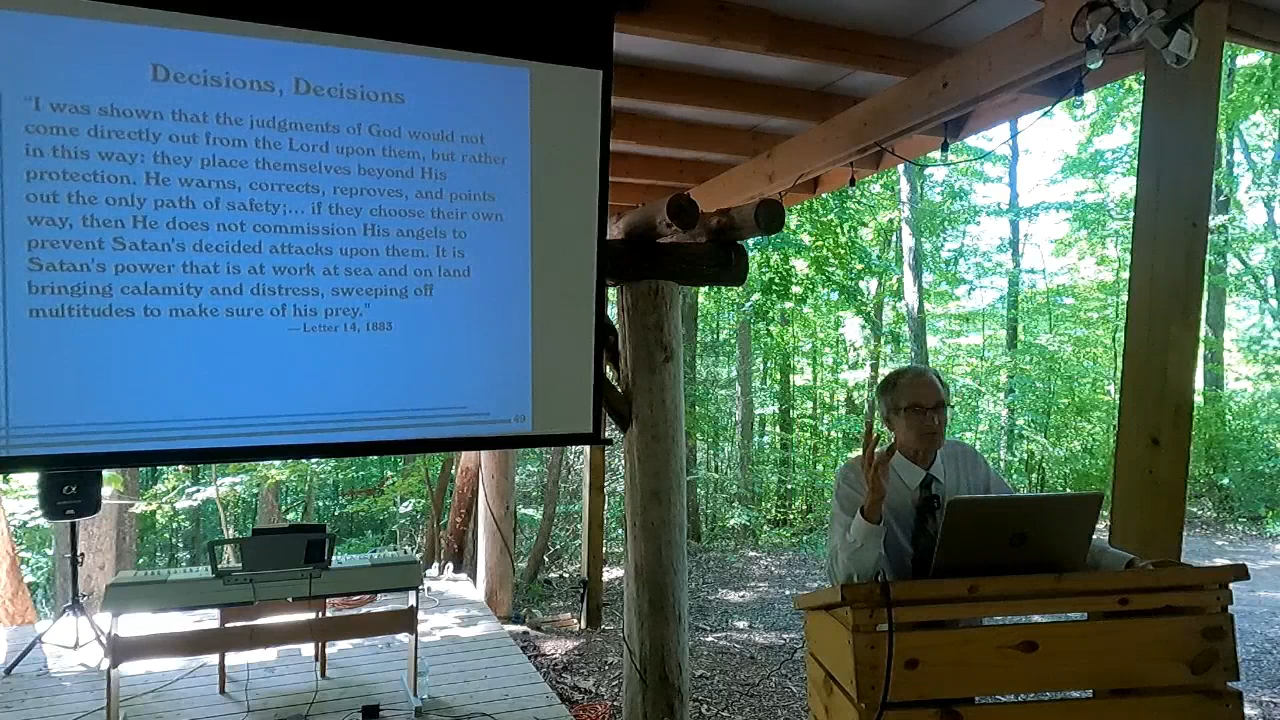 Decisions, Decisions
"I was shown that the judgments of God would not
come directly out from the Lord upon them, but rather
in this way: they place themselves beyond His
protection. He warns, corrects, reproves, and points
out the only path of safety;... if they choose their own
way, then He does not commission His angels to
prevent Satan's decided attacks upon them. It is
Satan's power that is at work at sea and on land
bringing calamity and distress, sweeping off
multitudes to make sure of his prey."
—Letter 14, 1883
49